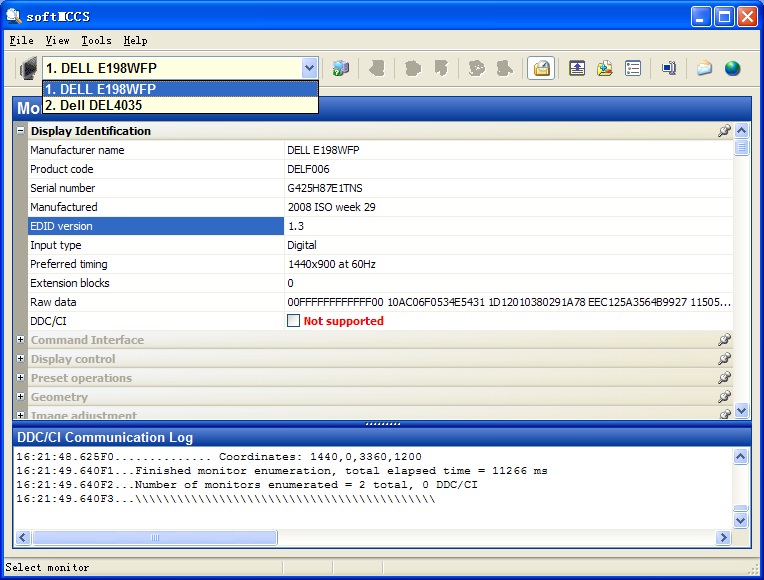 softMCCS
File View Tools Help
1. DELL E198WFP
1. DELL E198WFP
2. Dell DEL4035
Mo
Display Identification
Manufacturer name DELL E198WFP
Product code DELF006
Serial number G425H87E1TNS
Manufactured 2008 ISO week 29
EDID version 1.3
Input type Digital
Preferred timing 1440x900 at 60Hz
Extension blocks 0
Raw data 00FFFFFFFFFFFF00 10AC06F0534E5431 1D12010380291A78 EEC125A3564B9927 11505...
DDC/CI Not supported
Command Interface
Display control
Preset operations
Geometry
Image adjustment
DDC/CI Communication Log
16:21:48.625F0.............. Coordinates: 1440,0,3360,1200
16:21:49.640F1...Finished monitor enumeration, total elapsed time = 11266 ms
16:21:49.640F2...Number of monitors enumerated = 2 total, 0 DDC/CI
16:21:49.640F3...\\\\\\\\\\\\\\\\\\\\\\\\\\\\\\\\\\\\\\\\\\\
Select monitor